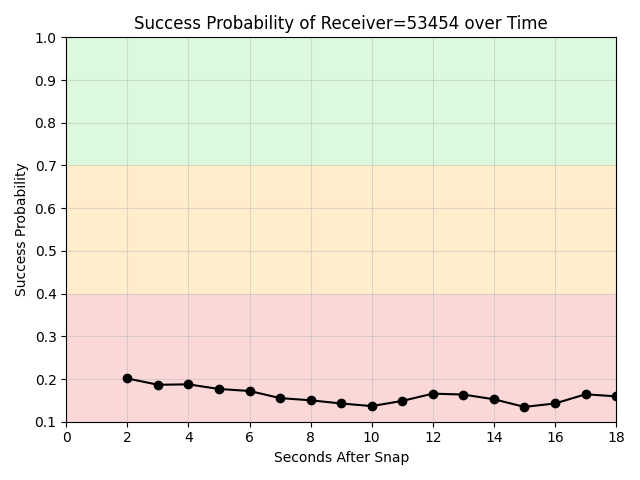 Success Probability of Receiver=53454 over Time
1.0
0.9
0.8
0.7
0.6
0.5
0.4
0.3
0.2
0.1
Success Probability
0 2 4 6 8 10 12 14 16 18
Seconds After Snap